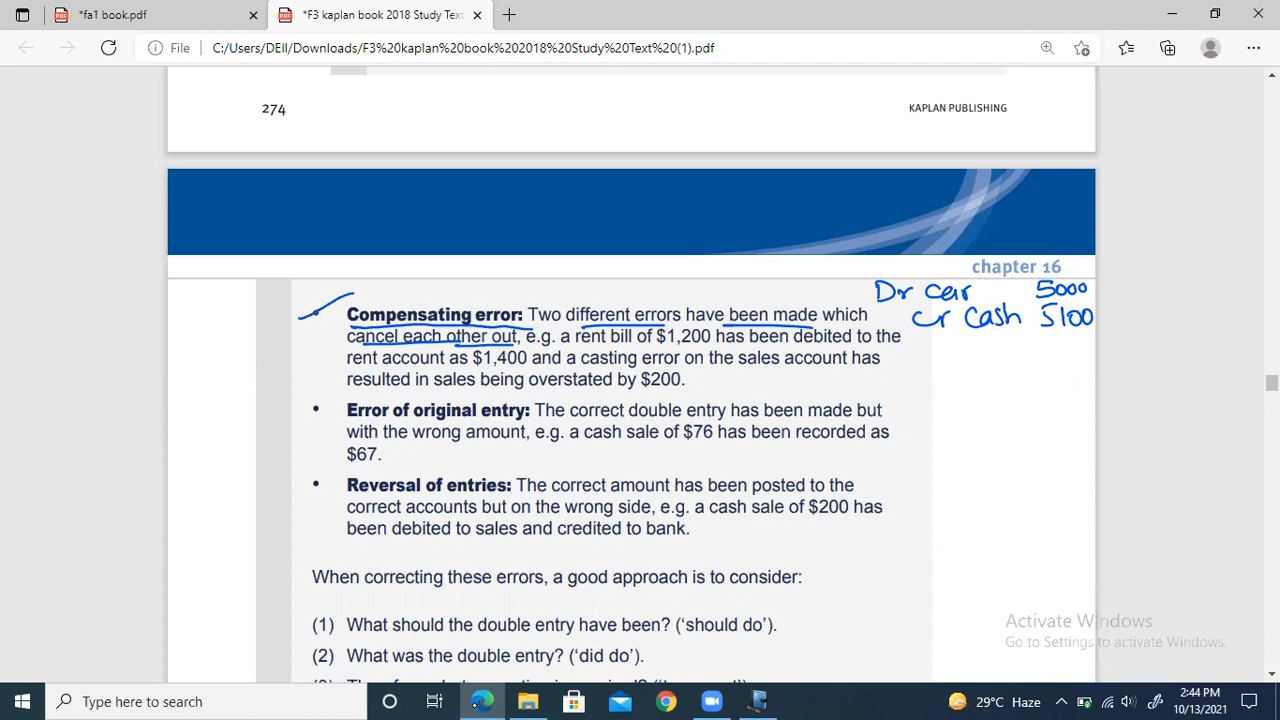 *fa1 book.pdf
*F3 kaplan book 2018 Study Text
File
C:/Users/DEll/Downloads/F3%20kaplan%20book%202018%20Study%20Text%20(1).pdf
274
KAPLAN PUBLISHING
chapter 16
Dr car 5000
Cr Cash 5100
Compensating error: Two different errors have been made which
cancel each other out, e.g. a rent bill of $1,200 has been debited to the
rent account as $1,400 and a casting error on the sales account has
resulted in sales being overstated by $200.
• Error of original entry: The correct double entry has been made but
with the wrong amount, e.g. a cash sale of $76 has been recorded as
$67.
• Reversal of entries: The correct amount has been posted to the
correct accounts but on the wrong side, e.g. a cash sale of $200 has
been debited to sales and credited to bank.
When correcting these errors, a good approach is to consider:
(1) What should the double entry have been? (‘should do’).
(2) What was the double entry? (‘did do’).
Activate Windows
Go to Settings to activate Windows.
Type here to search
29°C Haze
2:44 PM
10/13/2021